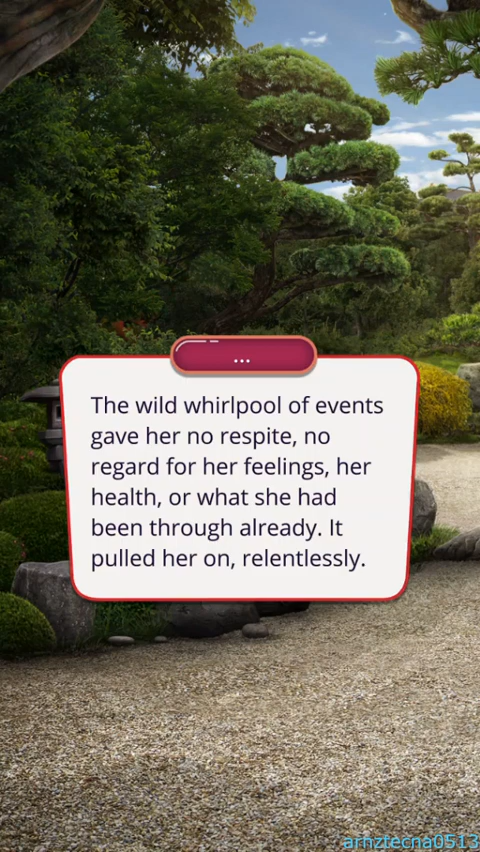 ...
The wild whirlpool of events
gave her no respite, no
regard for her feelings, her
health, or what she had
been through already. It
pulled her on, relentlessly.
arnztecna0513